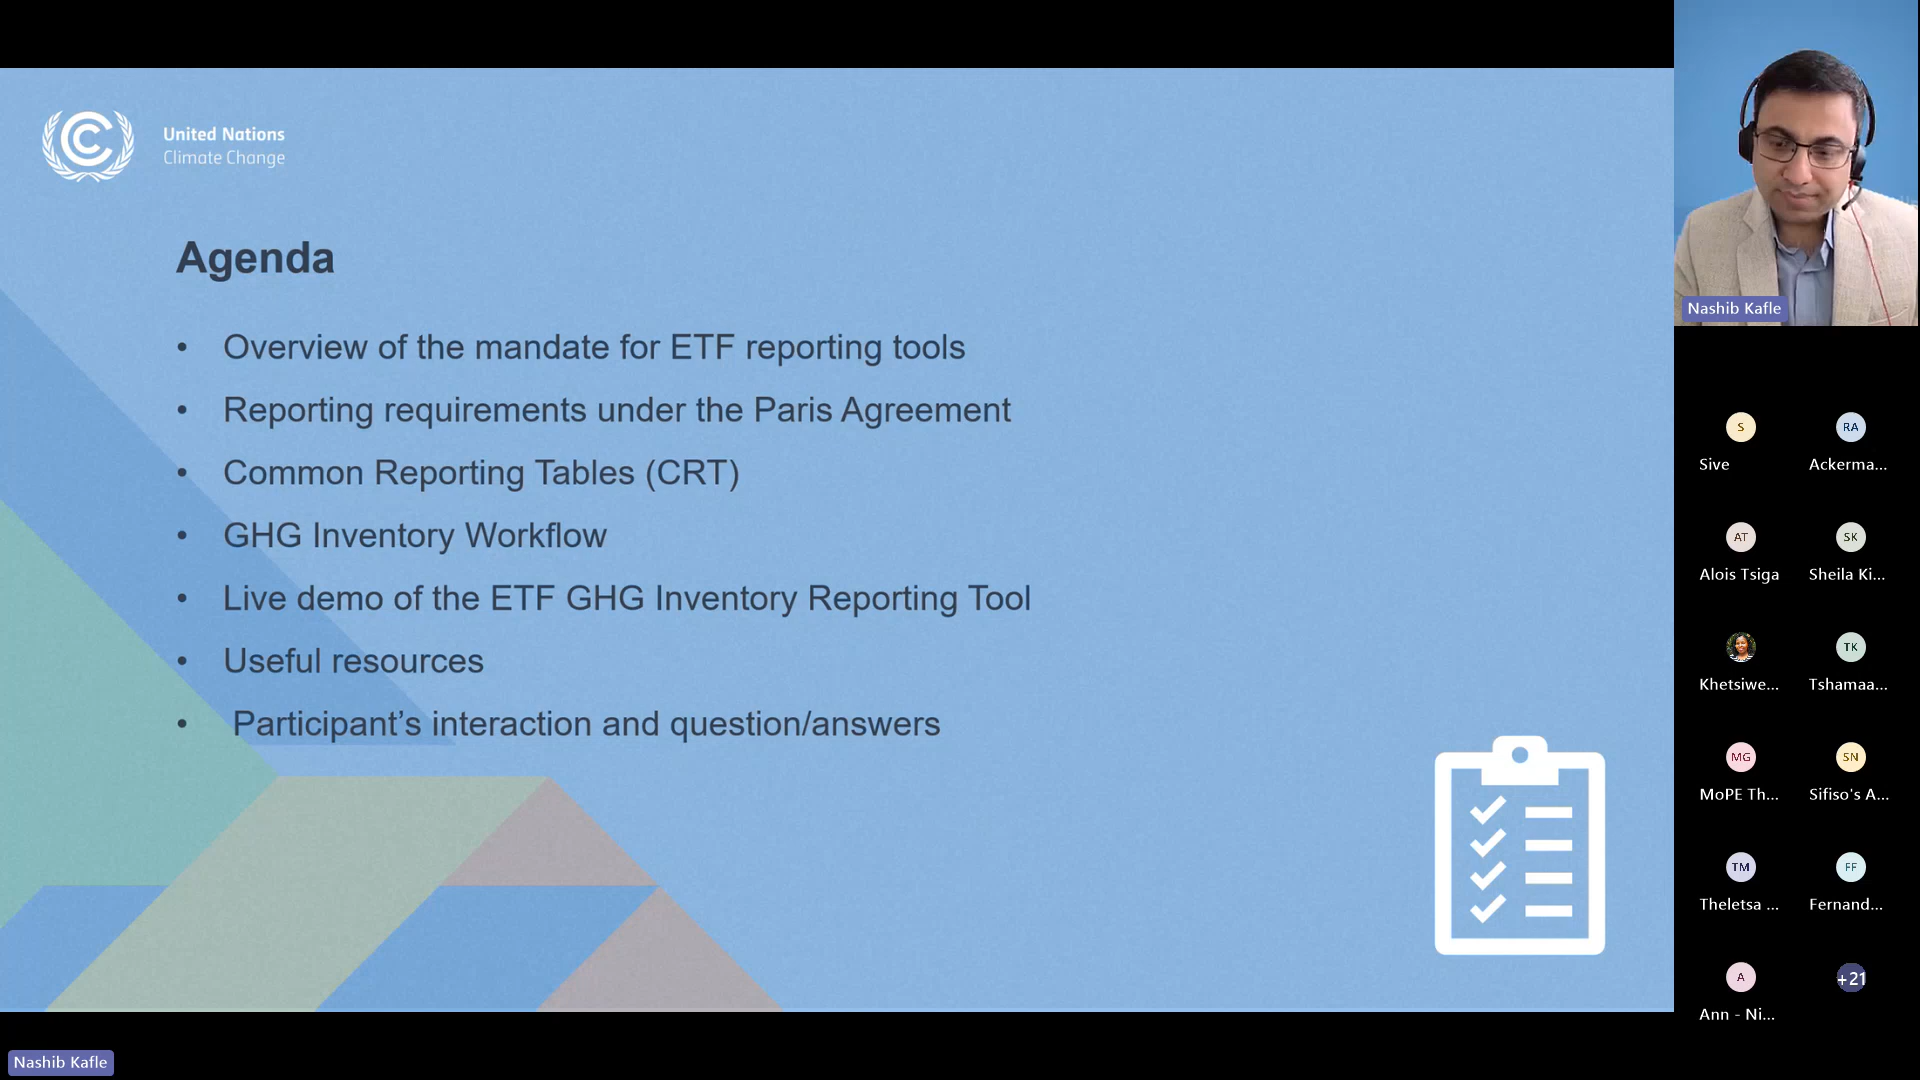 United Nations
Climate Change
Agenda
• Overview of the mandate for ETF reporting tools
• Reporting requirements under the Paris Agreement
• Common Reporting Tables (CRT)
• GHG Inventory Workflow
• Live demo of the ETF GHG Inventory Reporting Tool
• Useful resources
• Participant’s interaction and question/answers
Nashib Kafle
S
RA
Sive
Ackerma...
AT
SK
Alois Tsiga
Sheila Ki...
TK
Khetsiwe...
Tshamaa...
MG
SN
MoPE Th...
Sifiso's A...
TM
FF
Theletsa ...
Fernand...
A
+21
Ann - Ni...
Nashib Kafle